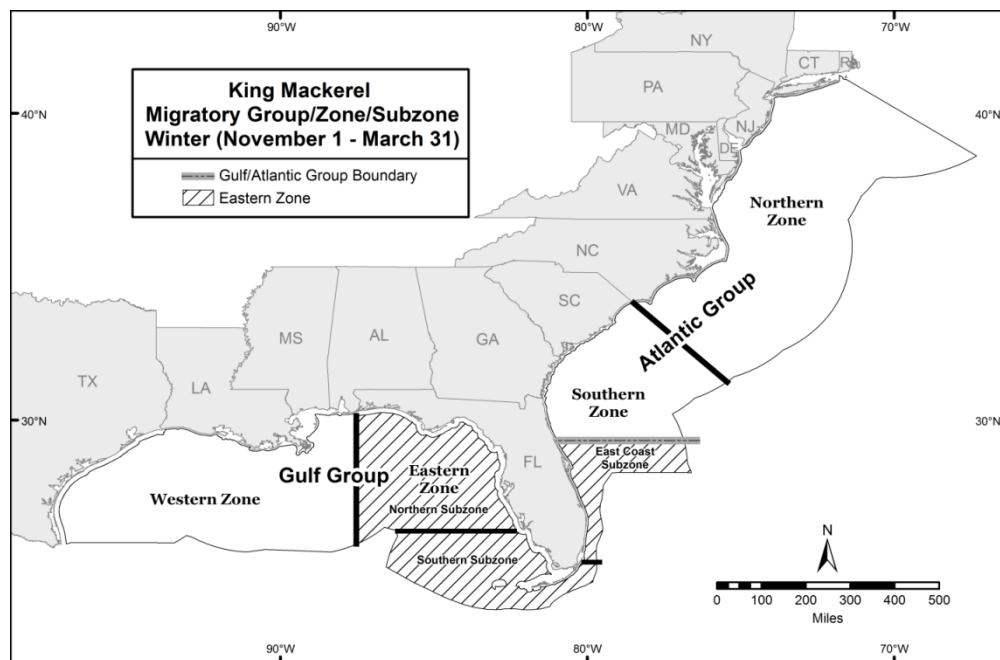 90°W
80°W
70°W
King Mackerel
Migratory Group/Zone/Subzone
Winter (November 1 - March 31)
Gulf/Atlantic Group Boundary
Eastern Zone
40°N
40°N
30°N
30°N
NY
CT
PA
NJ
MD
DE
VA
NC
SC
TX
LA
MS
AL
GA
FL
Northern
Zone
Atlantic Group
Southern
Zone
East Coast
Subzone
Gulf Group
Western Zone
Eastern
Zone
Northern Subzone
Southern Subzone
N
0 100 200 300 400 500
Miles
90°W
80°W
70°W